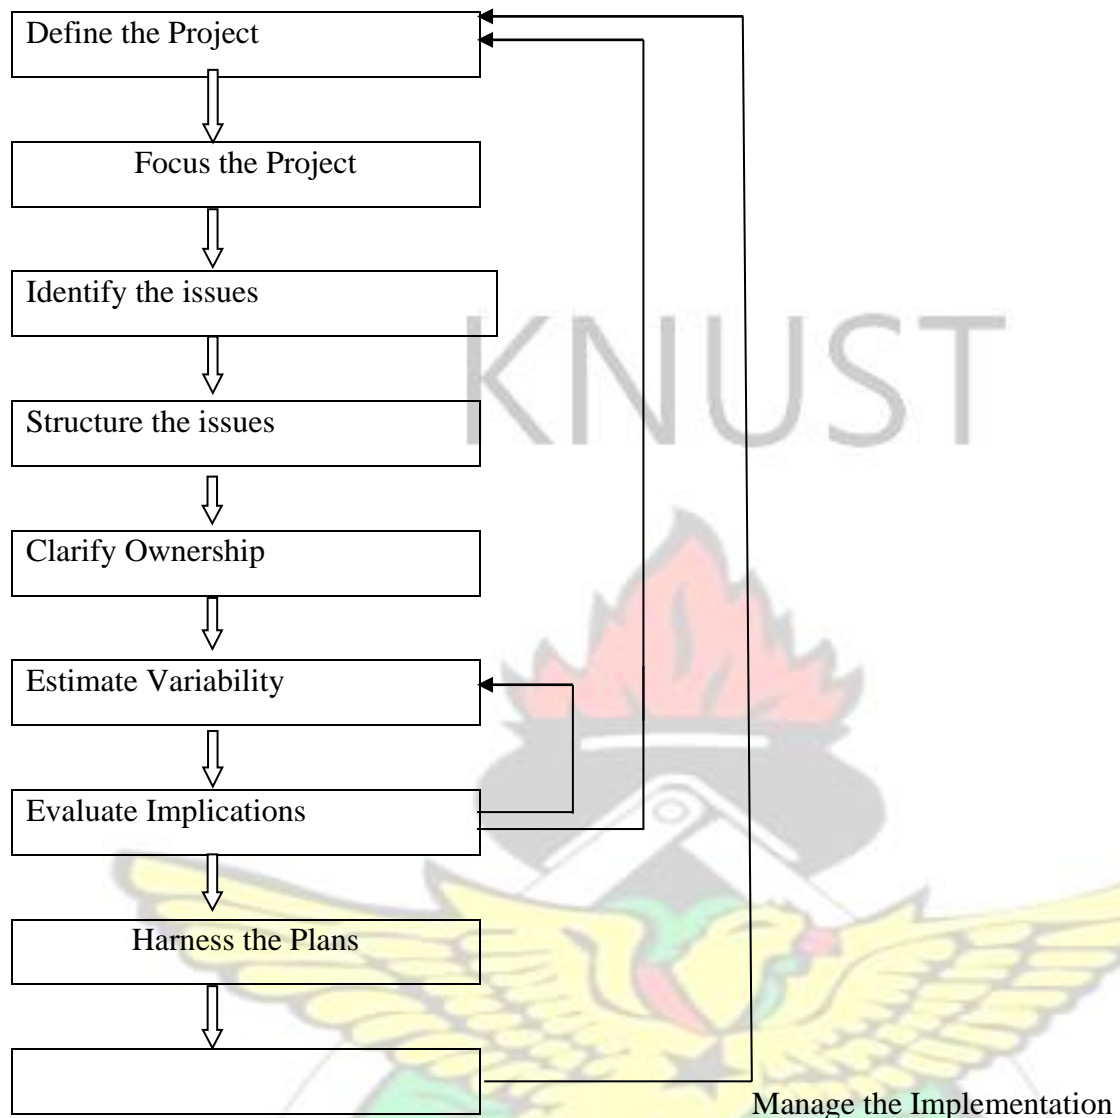 Define the Project
Focus the Project
Identify the issues
KNUST
Structure the issues
Clarify Ownership
Estimate Variability
Evaluate Implications
Harness the Plans
Manage the Implementation